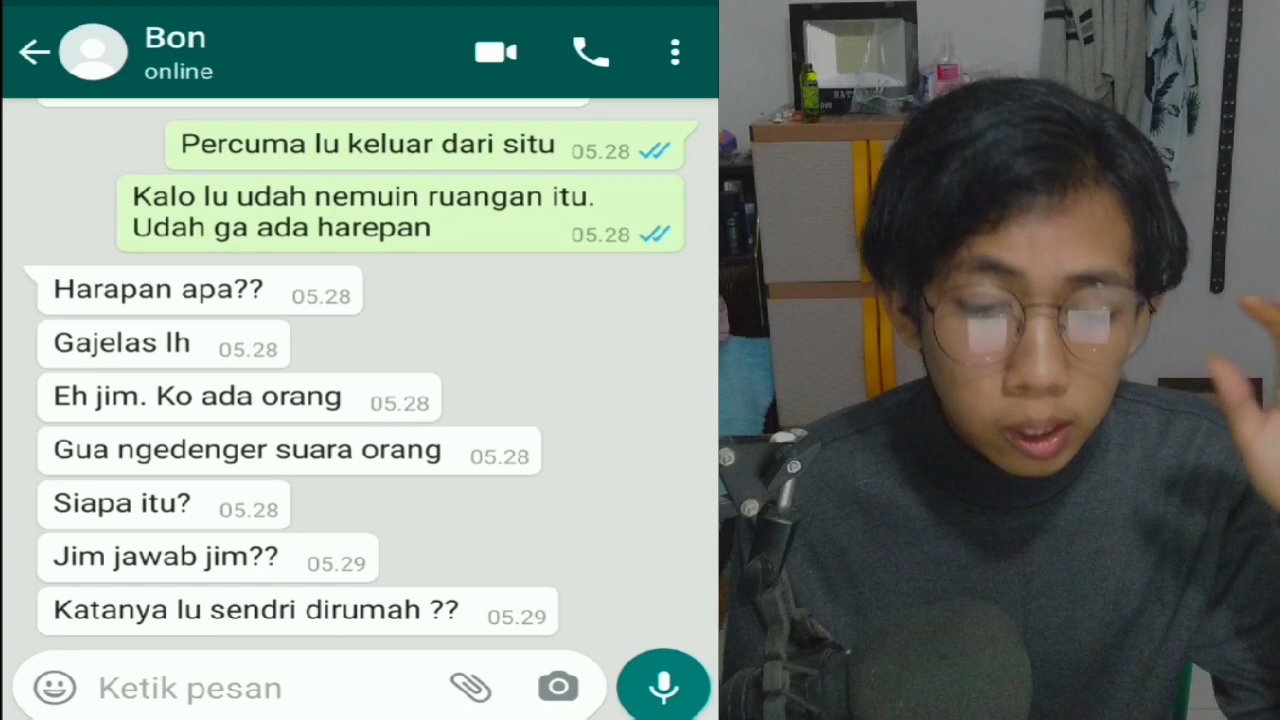 Bon
online
Percuma lu keluar dari situ 05.28
Kalo lu udah nemuin ruangan itu.
Udah ga ada harepan 05.28
Harapan apa?? 05.28
Gajelas lh 05.28
Eh jim. Ko ada orang 05.28
Gua ngedenger suara orang 05.28
Siapa itu? 05.28
Jim jawab jim?? 05.29
Katanya lu sendri dirumah ?? 05.29
Ketik pesan